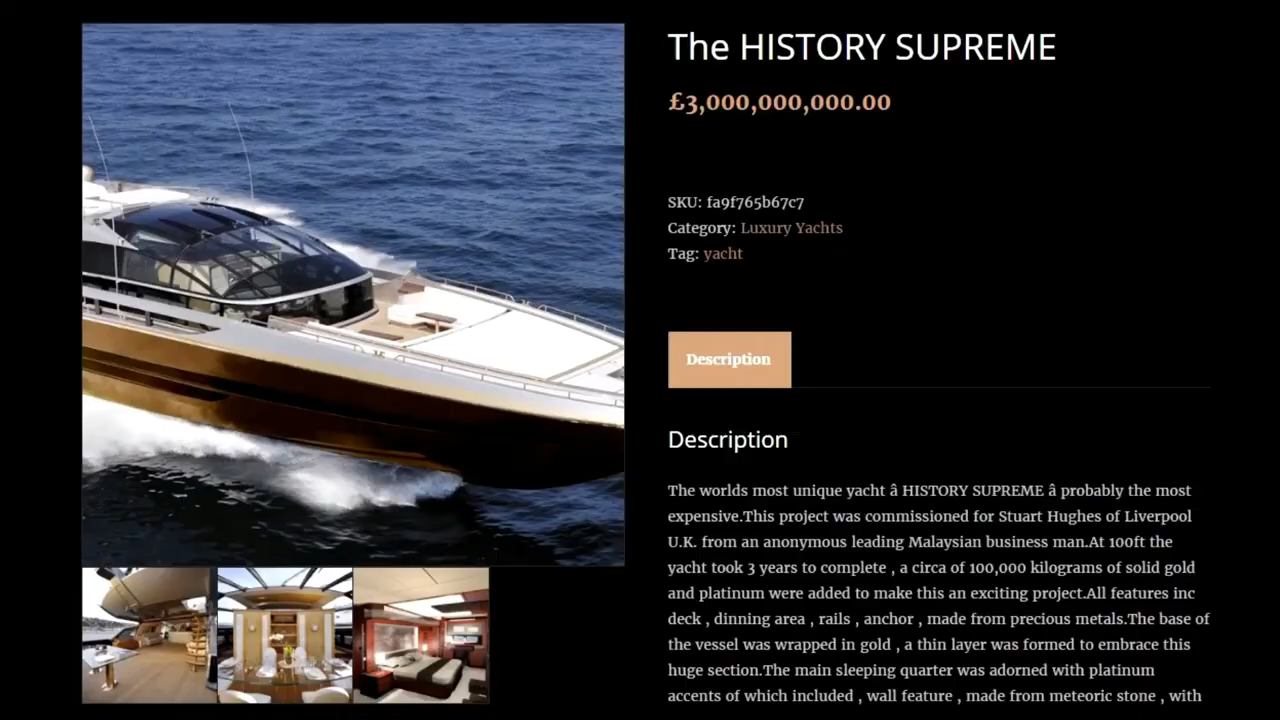 The HISTORY SUPREME
£3,000,000,000.00
SKU: fa9f765b67c7
Category: Luxury Yachts
Tag: yacht
Description
Description
The worlds most unique yacht â HISTORY SUPREME â probably the most
expensive.This project was commissioned for Stuart Hughes of Liverpool
U.K. from an anonymous leading Malaysian business man.At 100ft the
yacht took 3 years to complete , a circa of 100,000 kilograms of solid gold
and platinum were added to make this an exciting project.All features inc
deck , dinning area , rails , anchor , made from precious metals.The base of
the vessel was wrapped in gold , a thin layer was formed to embrace this
huge section.The main sleeping quarter was adorned with platinum
accents of which included , wall feature , made from meteoric stone , with